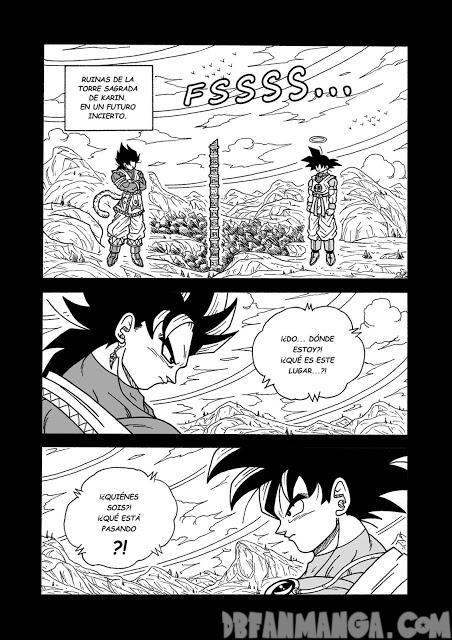 RUINAS DE LA
TORRE SAGRADA
DE KARIN.
EN UN FUTURO
INCIERTO.
FSSSS...
¡¿DO... DÓNDE
ESTOY?!
¡¿QUÉ ES ESTE
LUGAR...?!
¡¿QUIÉNES
SOIS?!
¡¿QUÉ ESTÁ
PASANDO
?!
DBFANMANGA.COM